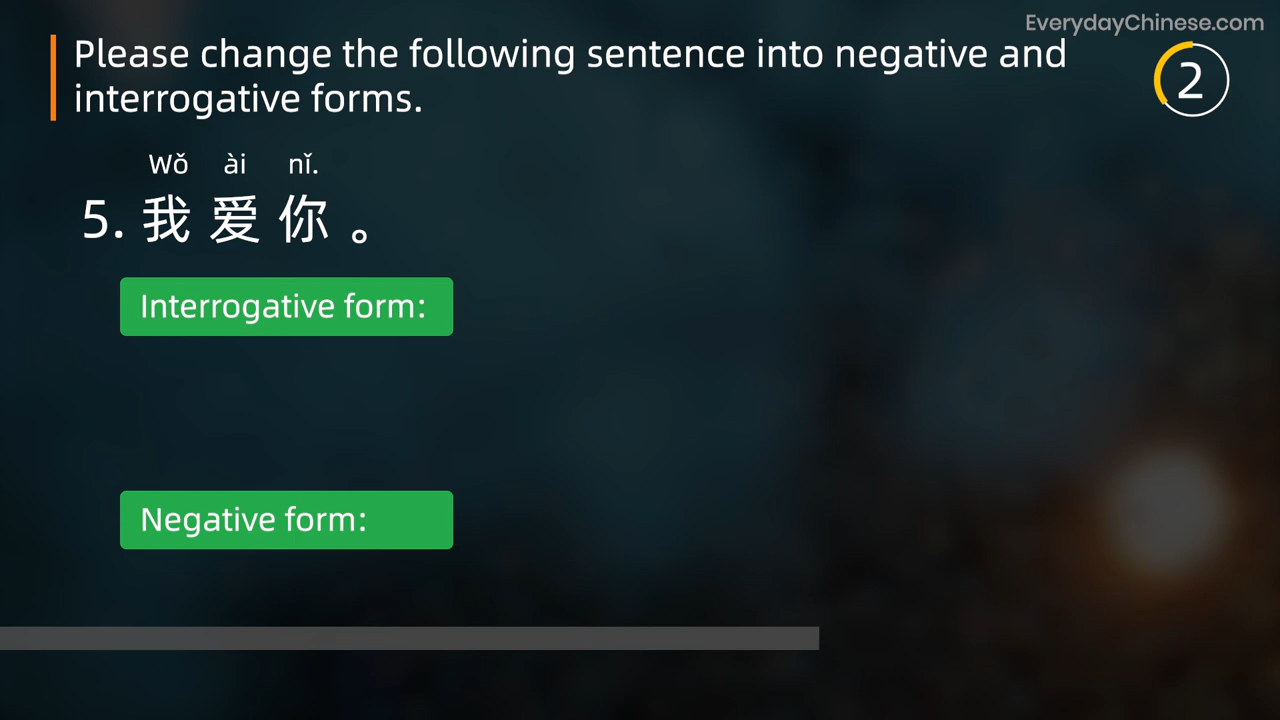 EverydayChinese.com
Please change the following sentence into negative and
interrogative forms.
2
Wǒ ài nǐ.
5. 我 爱 你 。
Interrogative form:
Negative form: